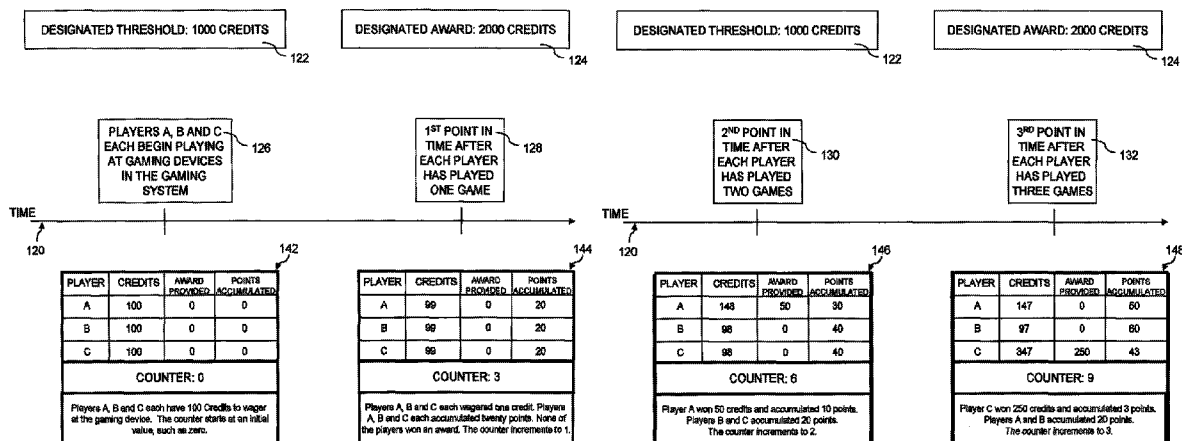 DESIGNATED THRESHOLD: 1000 CREDITS
122
DESIGNATED AWARD: 2000 CREDITS
124
DESIGNATED THRESHOLD: 1000 CREDITS
122
DESIGNATED AWARD: 2000 CREDITS
124
PLAYERS A, B AND C
EACH BEGIN PLAYING
AT GAMING DEVICES
IN THE GAMING
SYSTEM
126
1ST POINT IN
TIME AFTER
EACH PLAYER
HAS PLAYED
ONE GAME
128
2ND POINT IN
TIME AFTER
EACH PLAYER
HAS PLAYED
TWO GAMES
130
3RD POINT IN
TIME AFTER
EACH PLAYER
HAS PLAYED
THREE GAMES
132
TIME
120
TIME
120
142
PLAYER CREDITS AWARD PROVIDED POINTS ACCUMULATED
A 100 0 0
B 100 0 0
C 100 0 0
COUNTER: 0
Players A, B and C each have 100 Credits to wager
at the gaming device. The counter starts at an initial
value, such as zero.
144
PLAYER CREDITS AWARD PROVIDED POINTS ACCUMULATED
A 99 0 20
B 99 0 20
C 99 0 20
COUNTER: 3
Players A, B and C each wagered one credit. Players
A, B and C each accumulated twenty points. None of
the players won an award. The counter increments to 1.
146
PLAYER CREDITS AWARD PROVIDED POINTS ACCUMULATED
A 148 50 30
B 98 0 40
C 98 0 40
COUNTER: 6
Player A won 50 credits and accumulated 10 points.
Players B and C accumulated 20 points.
The counter increments to 2.
148
PLAYER CREDITS AWARD PROVIDED POINTS ACCUMULATED
A 147 0 50
B 97 0 60
C 347 250 43
COUNTER: 9
Player C won 250 credits and accumulated 3 points.
Players A and B accumulated 20 points.
The counter increments to 3.